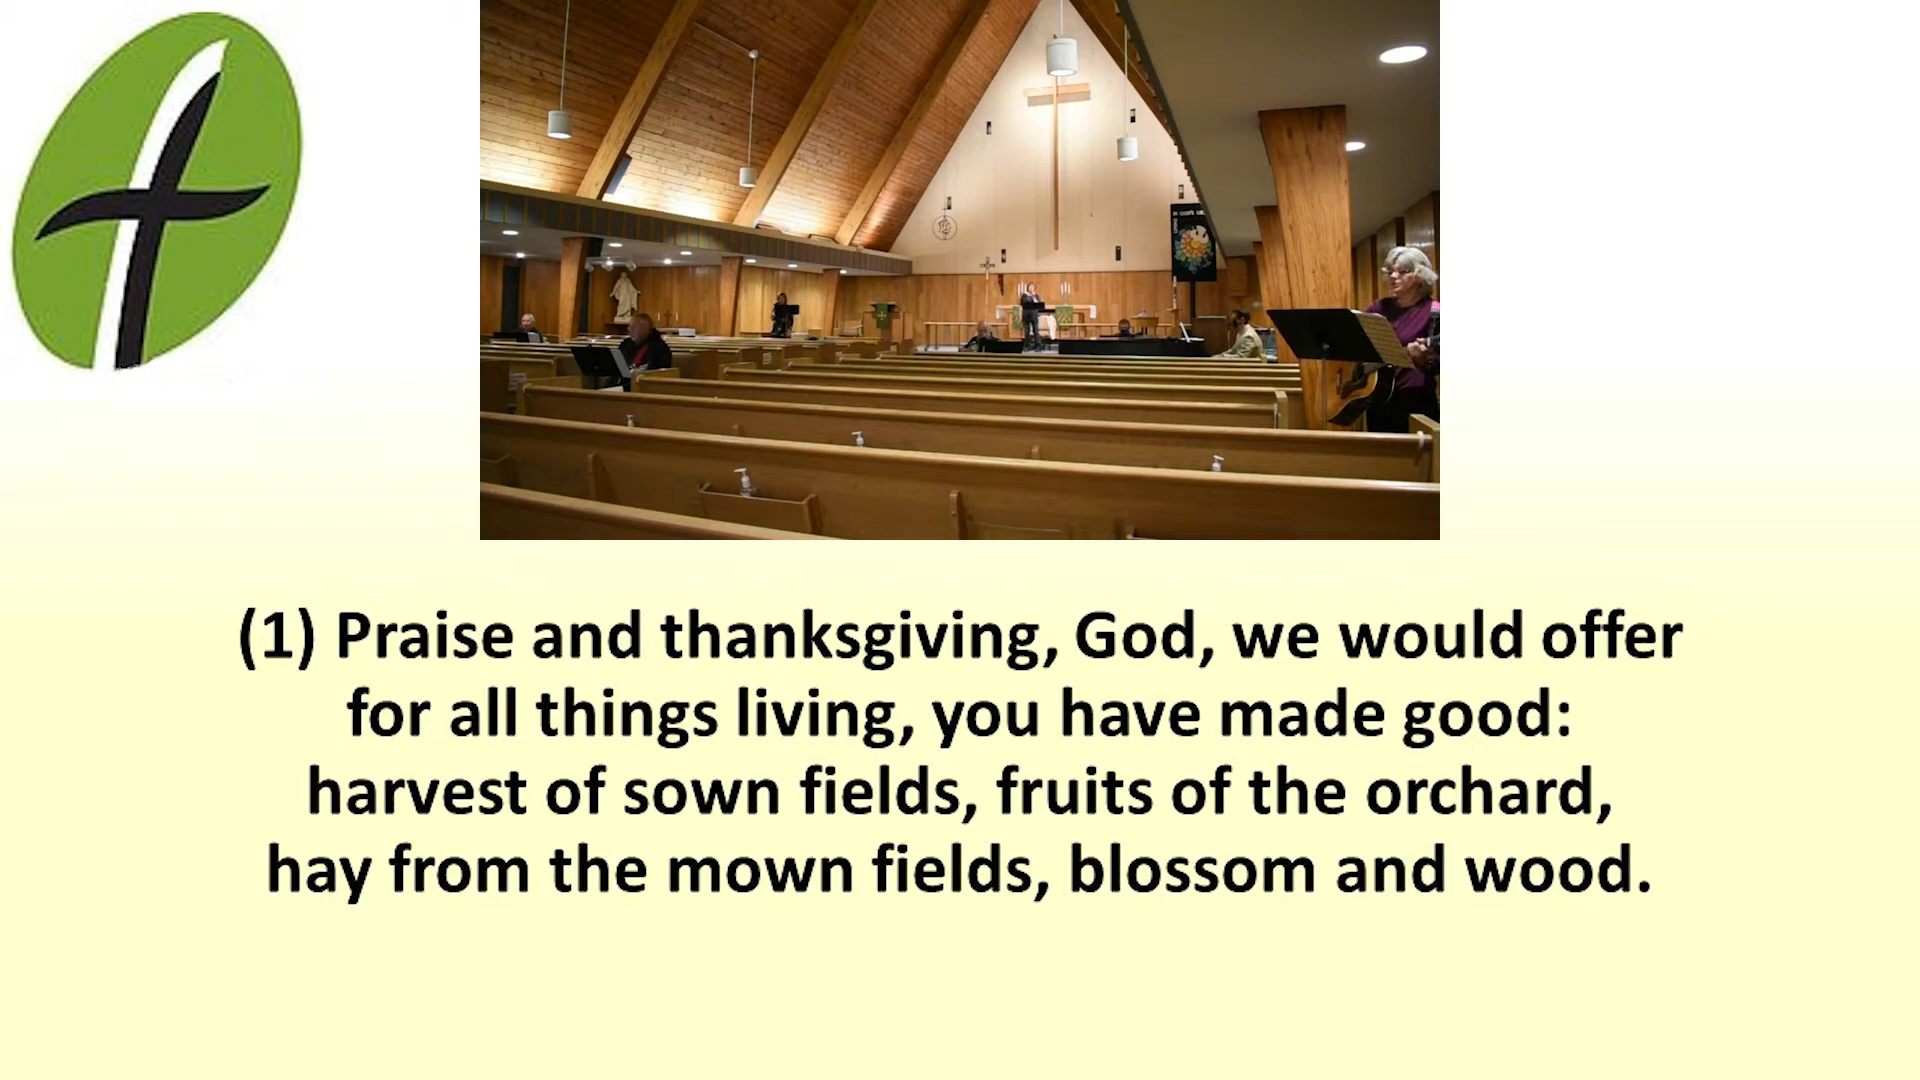 (1) Praise and thanksgiving, God, we would offer
for all things living, you have made good:
harvest of sown fields, fruits of the orchard,
hay from the mown fields, blossom and wood.